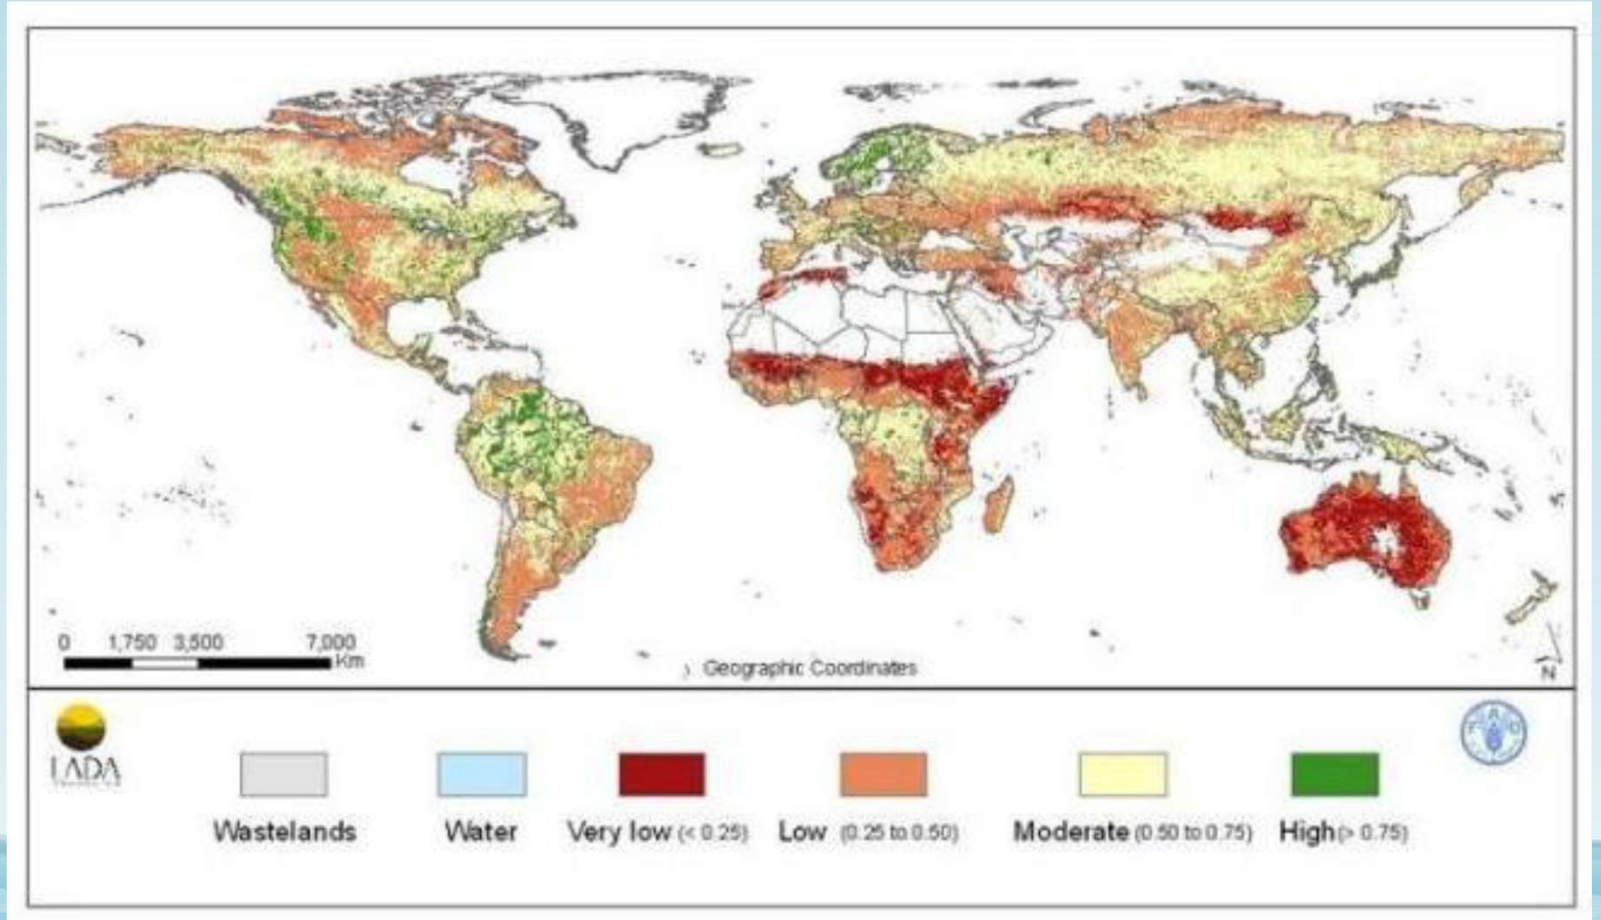 0 1,750 3,500 7,000
Km
Geographic Coordinates
N
LADA
F A O
Wastelands
Water
Very low (< 0.25)
Low (0.25 to 0.50)
Moderate (0.50 to 0.75)
High (> 0.75)